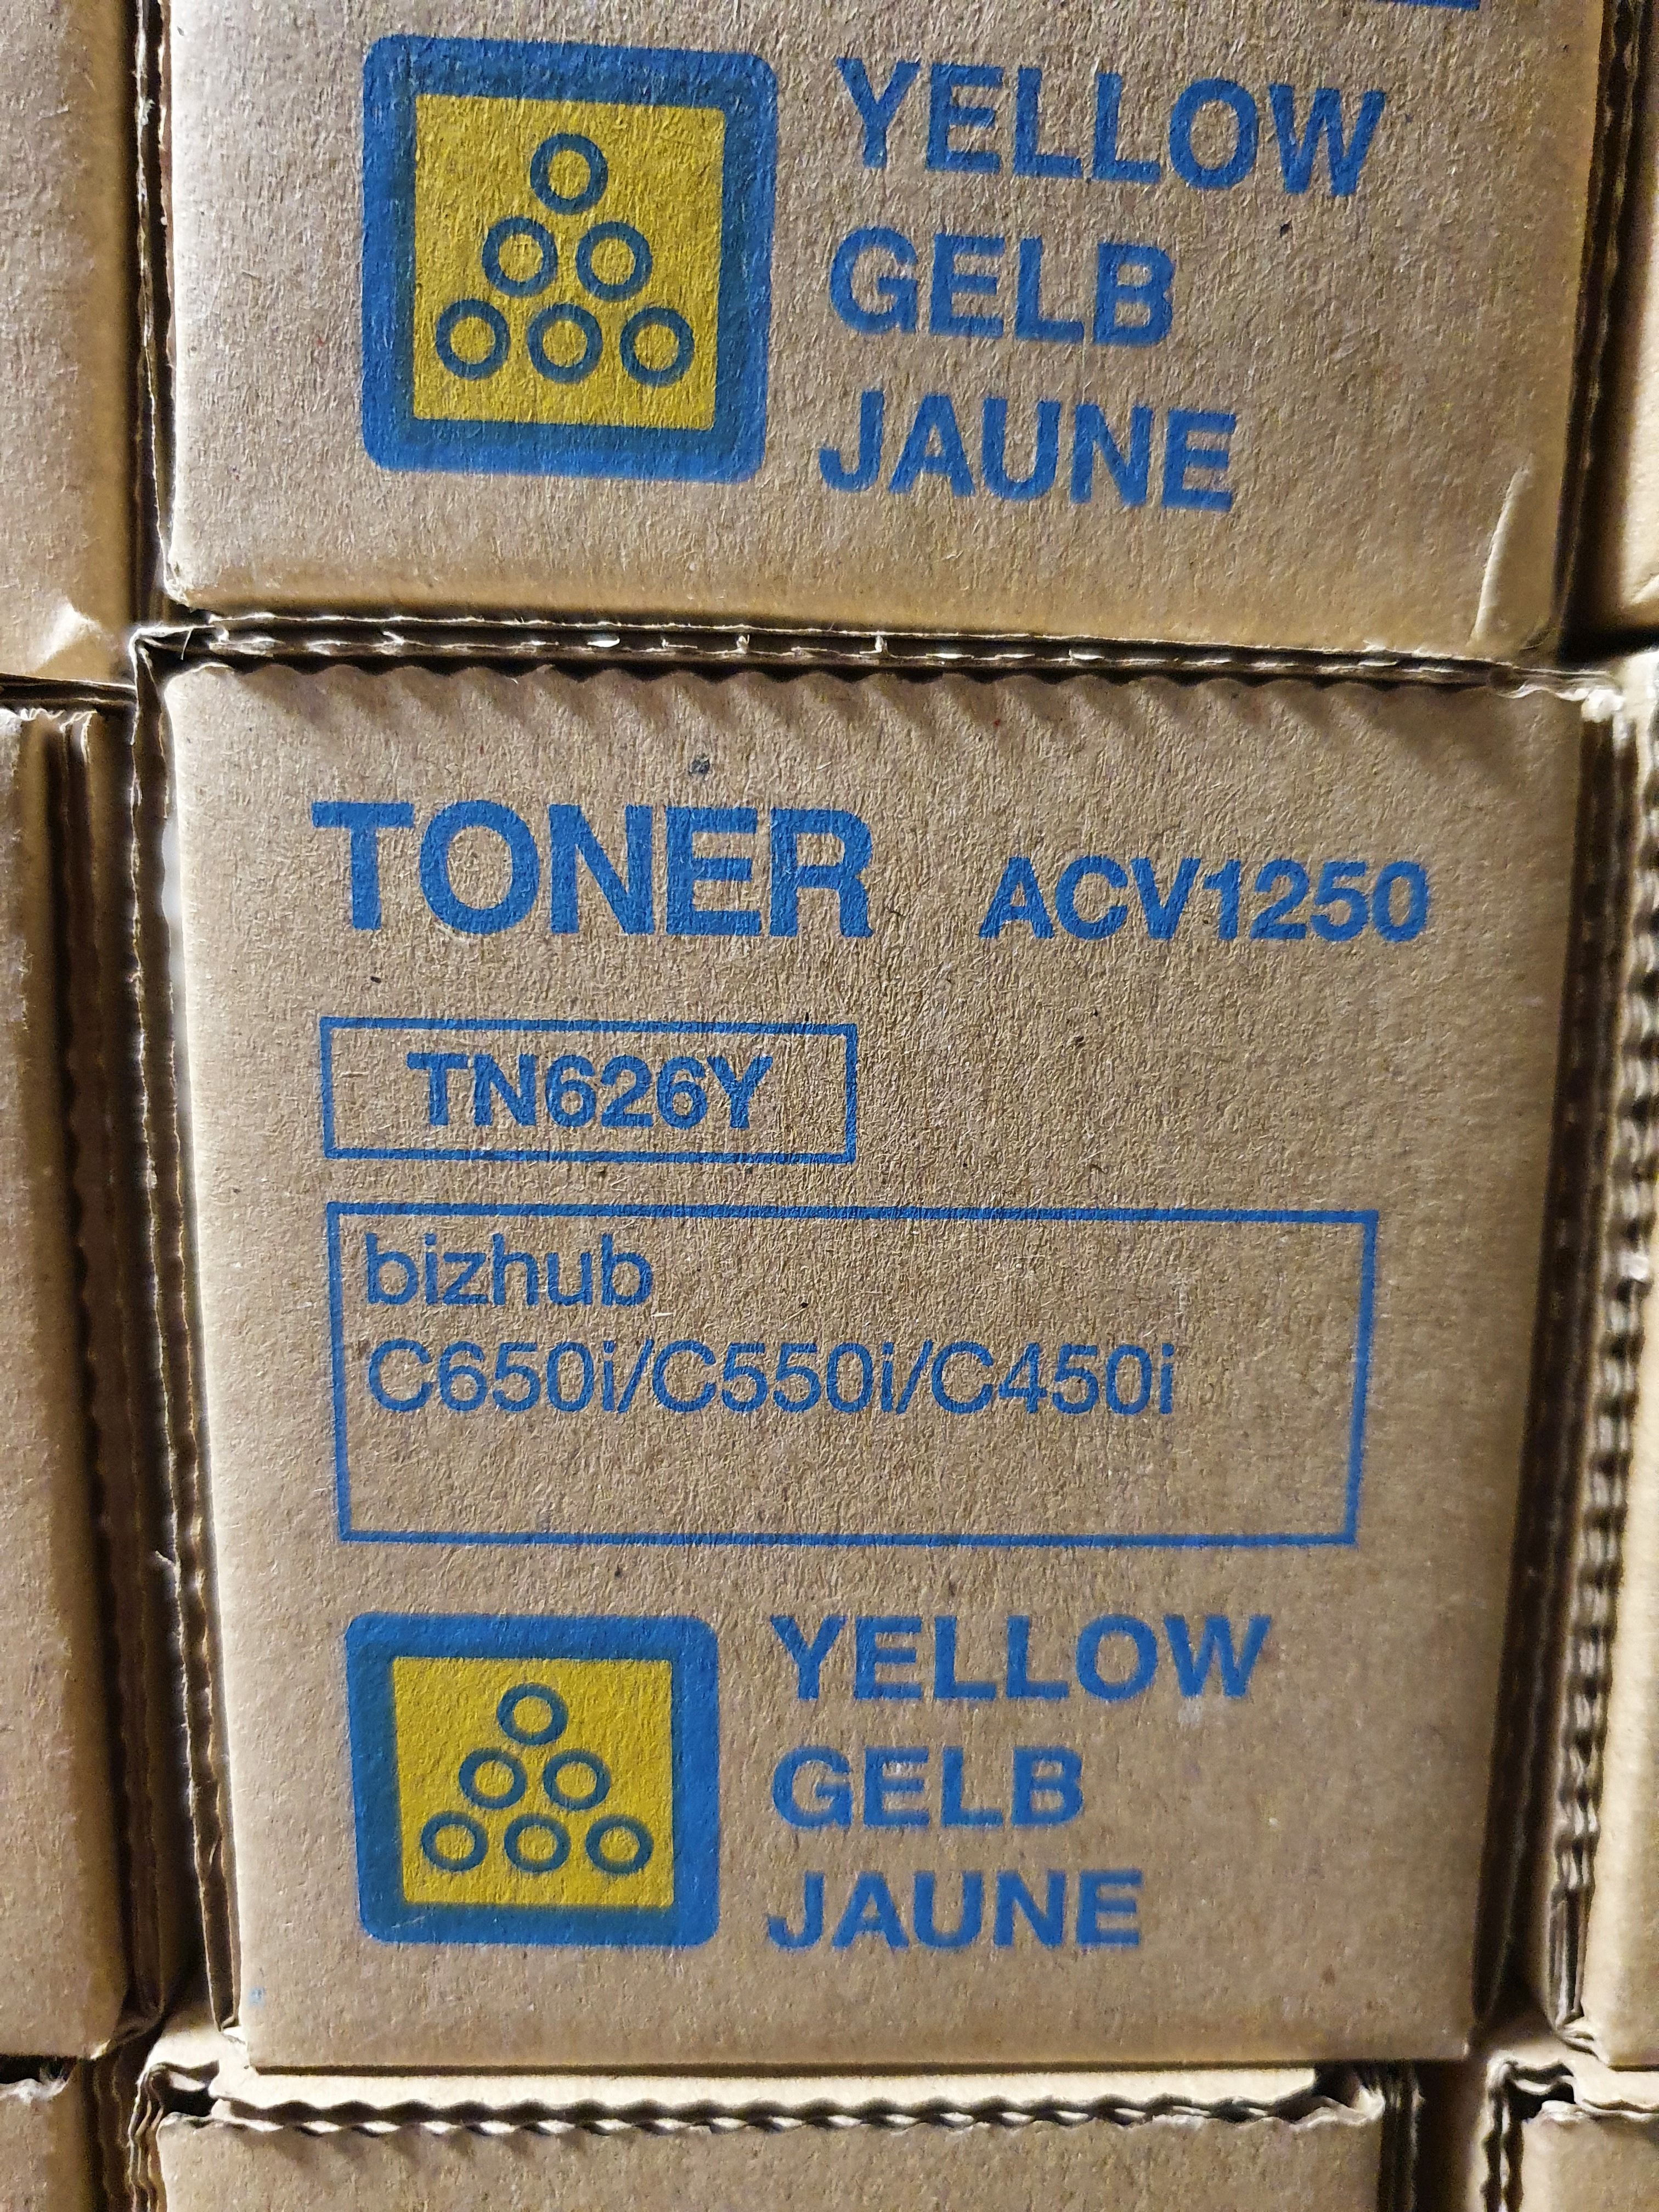 YELLOW
GELB
JAUNE
TONER ACV1250
TN626Y
bizhub
C650i/C550i/C450i
YELLOW
GELB
JAUNE